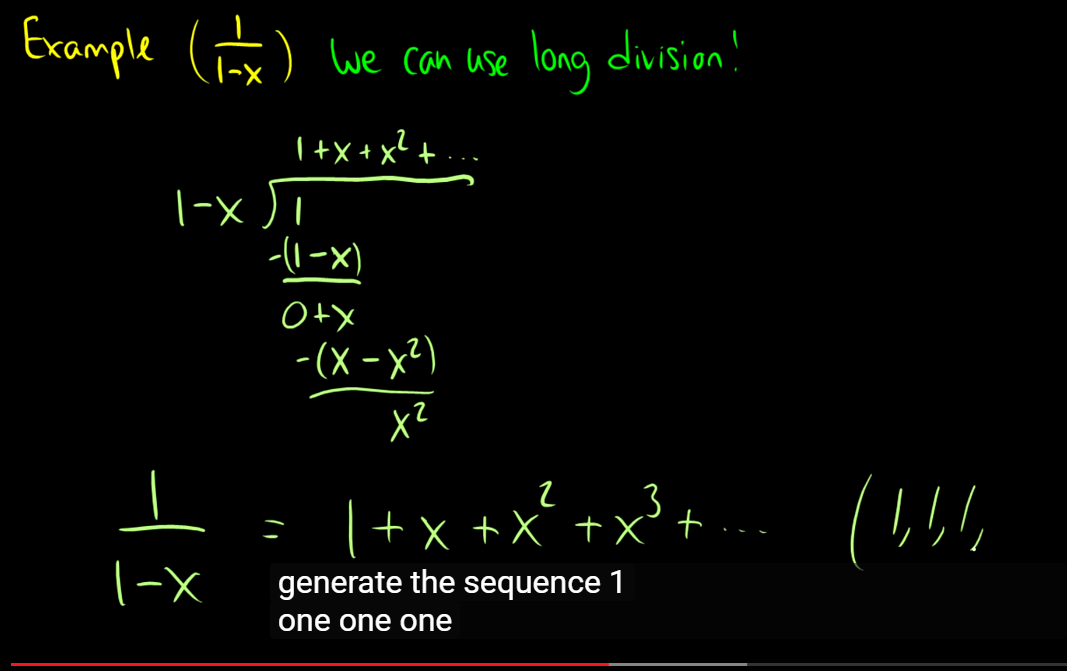 Example (1/1-x) We can use long division!
1+x+x²+...
1-x)1
-(1-x)
0+x
-(x-x²)
x²
1/1-x = 1+x+x²+x³+... (1,1,1,
generate the sequence 1
one one one